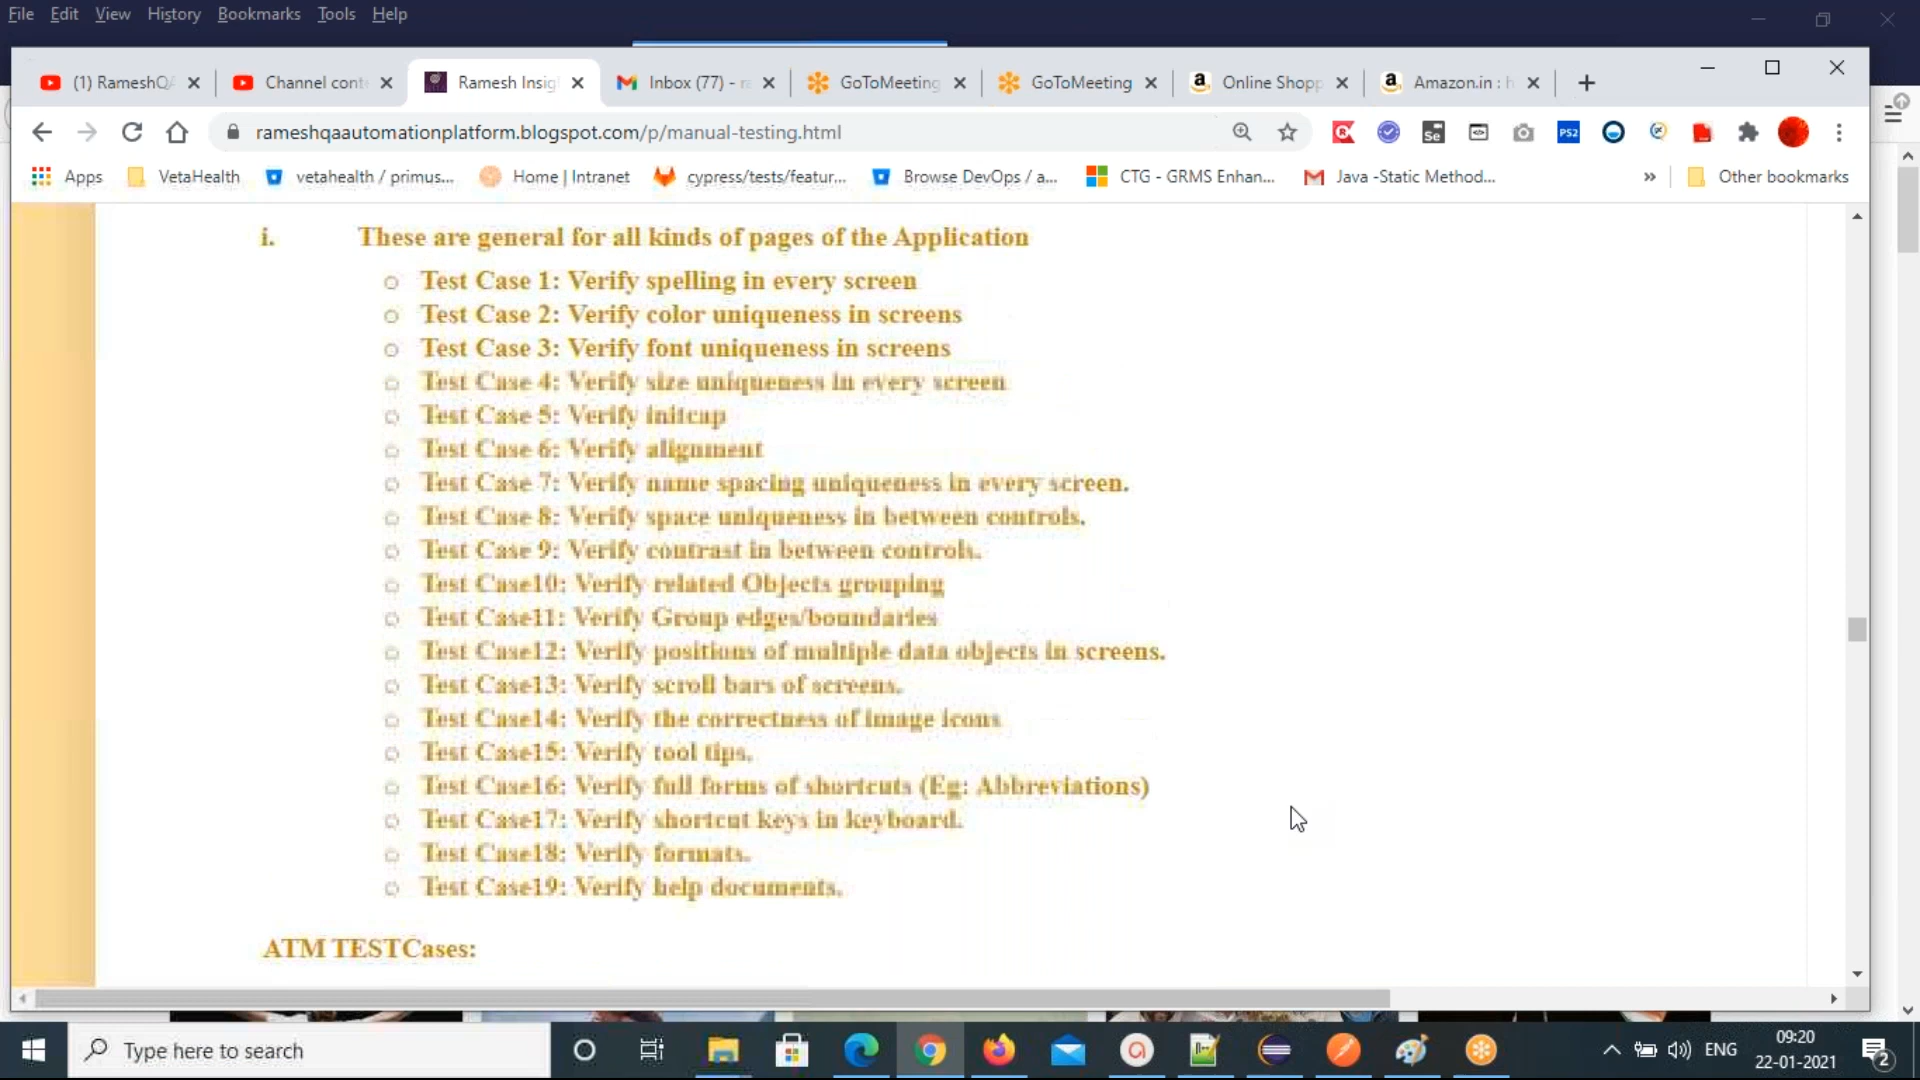 File Edit View History Bookmarks Tools Help
(1) RameshQA
Channel cont
Ramesh Insig
Inbox (77) - ra
GoToMeeting
GoToMeeting
Online Shopp
Amazon.in : h
rameshqaautomationplatform.blogspot.com/p/manual-testing.html
PS2
Se
Apps VetaHealth vetahealth / primus... Home | Intranet cypress/tests/featur... Browse DevOps / a... CTG - GRMS Enhan... Java -Static Method... » Other bookmarks
i. These are general for all kinds of pages of the Application
Test Case 1: Verify spelling in every screen
Test Case 2: Verify color uniqueness in screens
Test Case 3: Verify font uniqueness in screens
Test Case 4: Verify size uniqueness in every screen
Test Case 5: Verify initcap
Test Case 6: Verify alignment
Test Case 7: Verify name spacing uniqueness in every screen.
Test Case 8: Verify space uniqueness in between controls.
Test Case 9: Verify contrast in between controls.
Test Case10: Verify related Objects grouping
Test Case11: Verify Group edges/boundaries
Test Case12: Verify positions of multiple data objects in screens.
Test Case13: Verify scroll bars of screens.
Test Case14: Verify the correctness of image icons
Test Case15: Verify tool tips.
Test Case16: Verify full forms of shortcuts (Eg: Abbreviations)
Test Case17: Verify shortcut keys in keyboard.
Test Case18: Verify formats.
Test Case19: Verify help documents.
ATM TESTCases:
Type here to search
ENG
09:20
22-01-2021
2